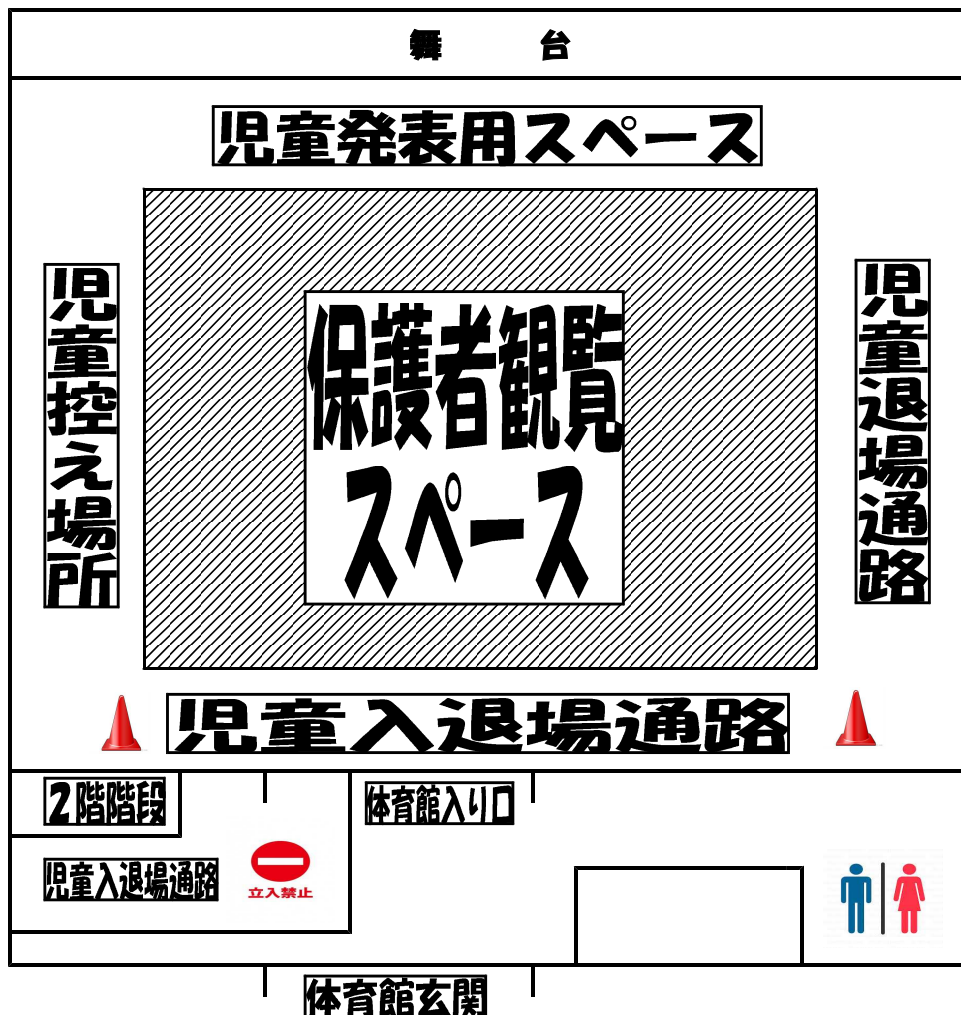 舞台
児童発表用スペース
児童控え場所
保護者観覧
スペース
児童退場通路
児童入退場通路
2階階段
体育館入り口
児童入退場通路
立入禁止
体育館玄関